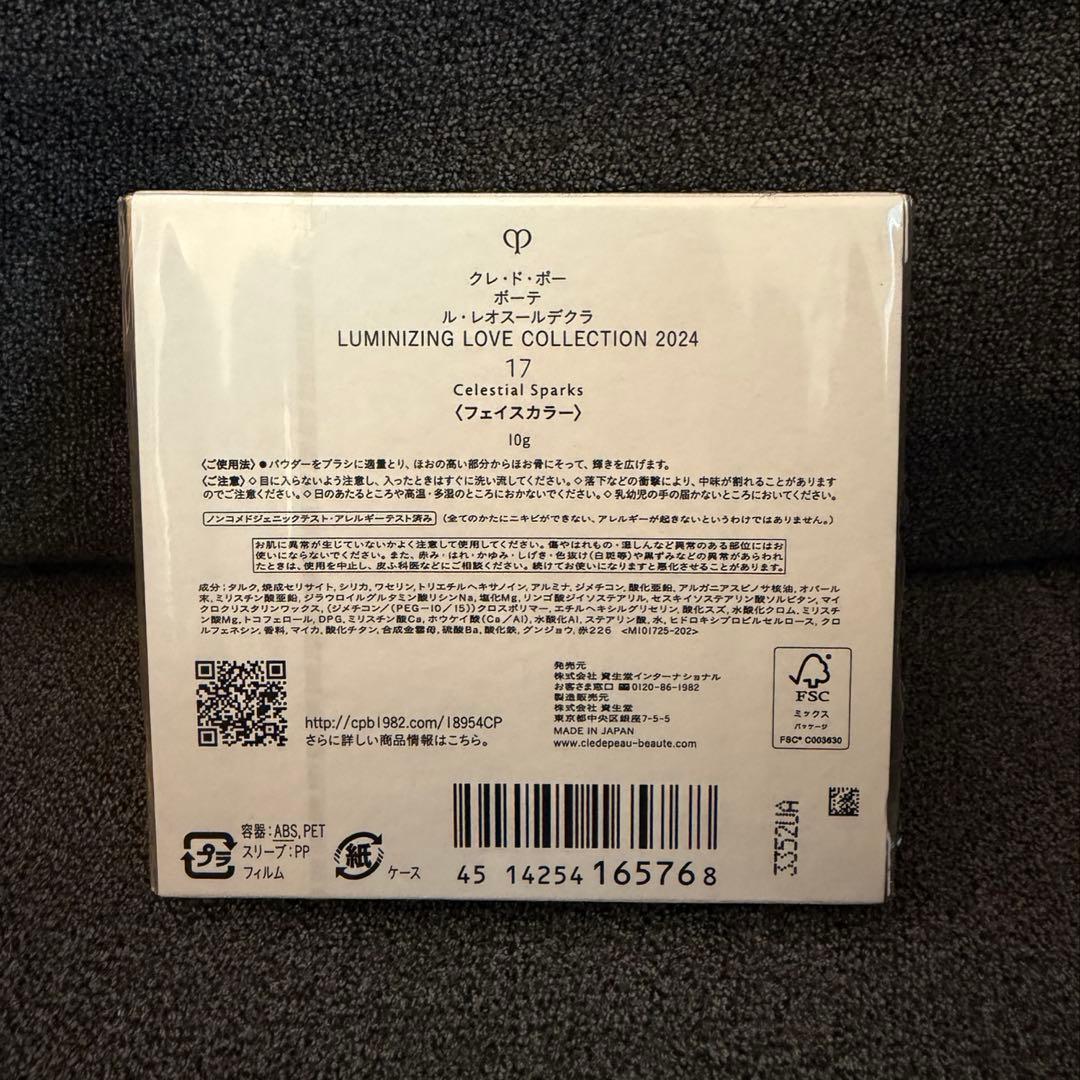 クレ・ド・ポー
ボーテ
ル・レオスールデクラ
LUMINIZING LOVE COLLECTION 2024
17
Celestial Sparks
〈フェイスカラー〉
10g
〈ご使用法〉●パウダーをブラシに適量とり、ほおの高い部分からほお骨にそって、輝きを広げます。
〈ご注意〉◇目に入らないよう注意し、入ったときはすぐに洗い流してください。◇落下などの衝撃により、中味が割れることがあります
のでご注意ください。◇日のあたるところや高温・多湿のところにおかないでください。◇乳幼児の手の届かないところにおいてください。
ノンコメドジェニックテスト・アレルギーテスト済み (全てのかたにニキビができない、アレルギーが起きないというわけではありません。)
お肌に異常が生じていないかよく注意して使用してください。傷やはれもの・湿しんなど異常のある部位にはお
使いにならないでください。また、赤み・はれ・かゆみ・しげき・色抜け(白斑等)や黒ずみなどの異常があらわれ
たときは、使用を中止し、皮ふ科医などにご相談ください。続けてお使いになりますと悪化させることがあります。
成分:タルク,焼成セリサイト,シリカ,ワセリン,トリエチルヘキサノイン,アルミナ,ジメチコン,酸化亜鉛,アルガニアスピノサ核油,オパール
末,ミリスチン酸亜鉛,ジラウロイルグルタミン酸リシンNa,塩化Mg,リンゴ酸ジイソステアリル,セスキイソステアリン酸ソルビタン,マイ
クロクリスタリンワックス,(ジメチコン/(PEG-10/15))クロスポリマー,エチルヘキシルグリセリン,酸化スズ,水酸化クロム,ミリスチ
ン酸Mg,トコフェロール,DPG,ミリスチン酸Ca,ホウケイ酸(Ca/Al),水酸化Al,ステアリン酸,水,ヒドロキシプロピルセルロース,クロ
ルフェネシン,香料,マイカ,酸化チタン,合成金雲母,硫酸Ba,酸化鉄,グンジョウ,赤226 <M101725-202>
http://cpb1982.com/18954CP
さらに詳しい商品情報はこちら。
発売元
株式会社 資生堂インターナショナル
お客さま窓口 0120-86-1982
製造販売元
株式会社 資生堂
東京都中央区銀座7-5-5
MADE IN JAPAN
www.cledepeau-beaute.com
FSC
ミックス
パッケージ
FSC® C003630
プラ
容器:ABS,PET
スリーブ:PP
フィルム
紙
ケース
45 14254 165768
3352UA